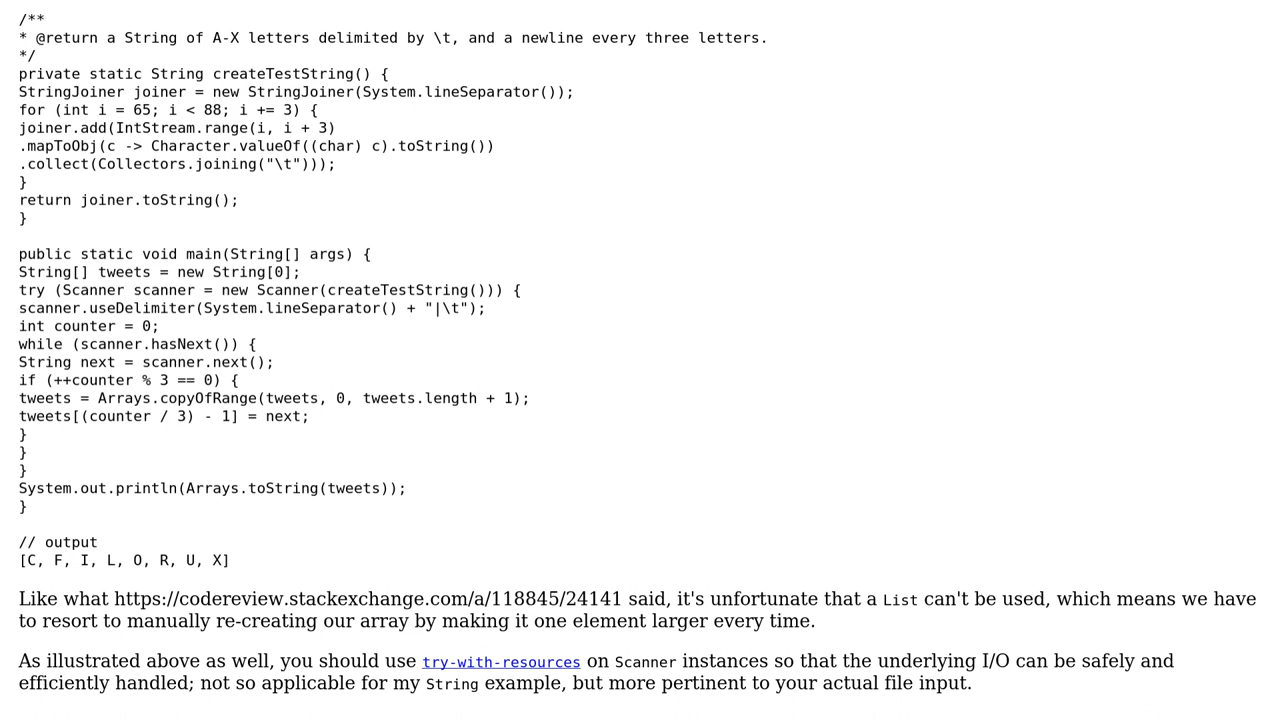 /**
* @return a String of A-X letters delimited by \t, and a newline every three letters.
*/
private static String createTestString() {
StringJoiner joiner = new StringJoiner(System.lineSeparator());
for (int i = 65; i < 88; i += 3) {
joiner.add(IntStream.range(i, i + 3)
.mapToObj(c -> Character.valueOf((char) c).toString())
.collect(Collectors.joining("\t")));
}
return joiner.toString();
}

public static void main(String[] args) {
String[] tweets = new String[0];
try (Scanner scanner = new Scanner(createTestString())) {
scanner.useDelimiter(System.lineSeparator() + "|\t");
int counter = 0;
while (scanner.hasNext()) {
String next = scanner.next();
if (++counter % 3 == 0) {
tweets = Arrays.copyOfRange(tweets, 0, tweets.length + 1);
tweets[(counter / 3) - 1] = next;
}
}
}
System.out.println(Arrays.toString(tweets));
}

// output
[C, F, I, L, O, R, U, X]
Like what https://codereview.stackexchange.com/a/118845/24141 said, it's unfortunate that a List can't be used, which means we have
to resort to manually re-creating our array by making it one element larger every time.
As illustrated above as well, you should use try-with-resources on Scanner instances so that the underlying I/O can be safely and
efficiently handled; not so applicable for my String example, but more pertinent to your actual file input.